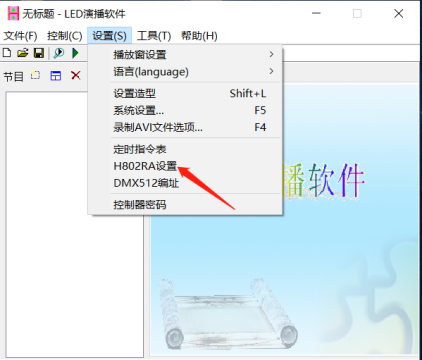 无标题 - LED演播软件
文件(F) 控制(C) 设置(S) 工具(T) 帮助(H)
节目
播放窗设置
语言(language)
设置造型 Shift+L
系统设置... F5
录制AVI文件选项... F4
定时指令表
H802RA设置
DMX512编址
控制器密码
播软件